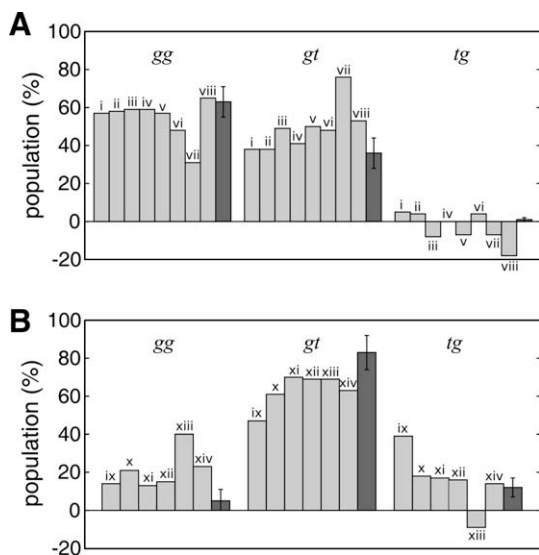 A
100
80
60
40
20
0
-20
population (%)
gg gt tg
i ii iii iv v vi vii viii
i ii iii iv v vi vii viii
i ii iii iv v vi vii viii
B
100
80
60
40
20
0
-20
population (%)
gg gt tg
ix x xi xii xiii xiv
ix x xi xii xiii xiv
ix x xi xii xiii xiv